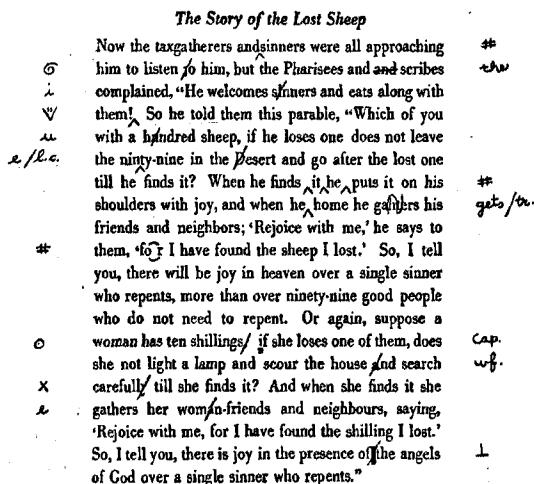 The Story of the Lost Sheep
Now the taxgatherers andsinners were all approaching #
him to listen to him, but the Pharisees and and scribes the
i complained, "He welcomes sinners and eats along with
them! So he told them this parable, "Which of you
u with a hundred sheep, if he loses one does not leave
e/l.c. the ninty-nine in the Desert and go after the lost one
till he finds it? When he finds it he puts it on his #
shoulders with joy, and when he home he gathers his gets/tr.
friends and neighbors; 'Rejoice with me,' he says to
# them, 'for I have found the sheep I lost.' So, I tell
you, there will be joy in heaven over a single sinner
who repents, more than over ninety-nine good people
who do not need to repent. Or again, suppose a
o woman has ten shillings/ if she loses one of them, does cap.
she not light a lamp and scour the house and search wf.
x carefully till she finds it? And when she finds it she
e gathers her woman-friends and neighbours, saying,
'Rejoice with me, for I have found the shilling I lost.'
So, I tell you, there is joy in the presence of the angels ⊥
of God over a single sinner who repents."